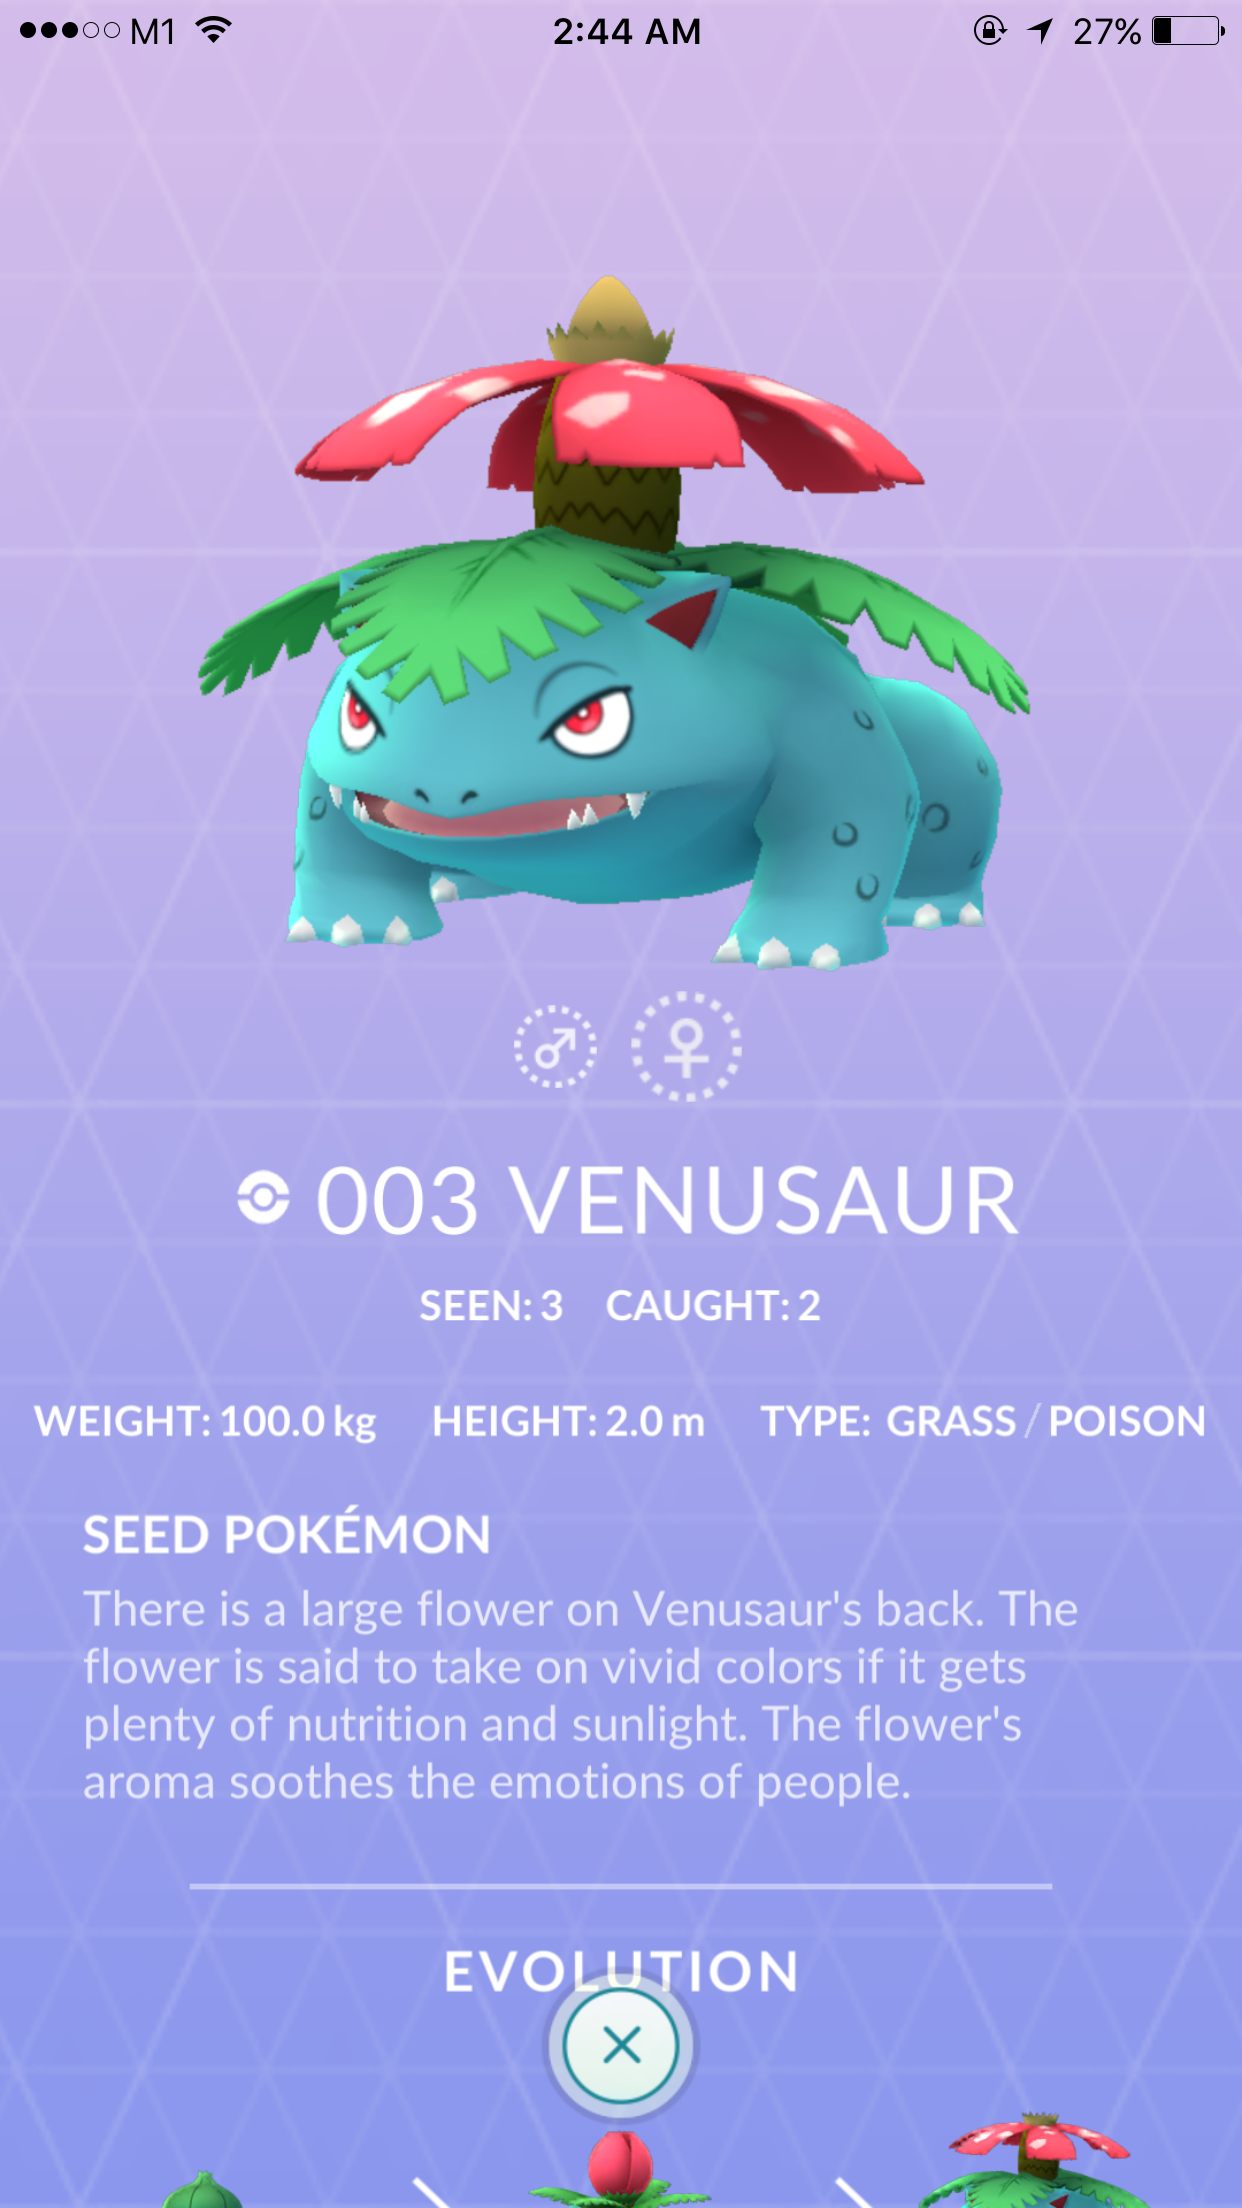 M1 2:44 AM 27%
003 VENUSAUR
SEEN: 3 CAUGHT: 2
WEIGHT: 100.0 kg HEIGHT: 2.0 m TYPE: GRASS / POISON
SEED POKÉMON
There is a large flower on Venusaur's back. The
flower is said to take on vivid colors if it gets
plenty of nutrition and sunlight. The flower's
aroma soothes the emotions of people.
EVOLUTION